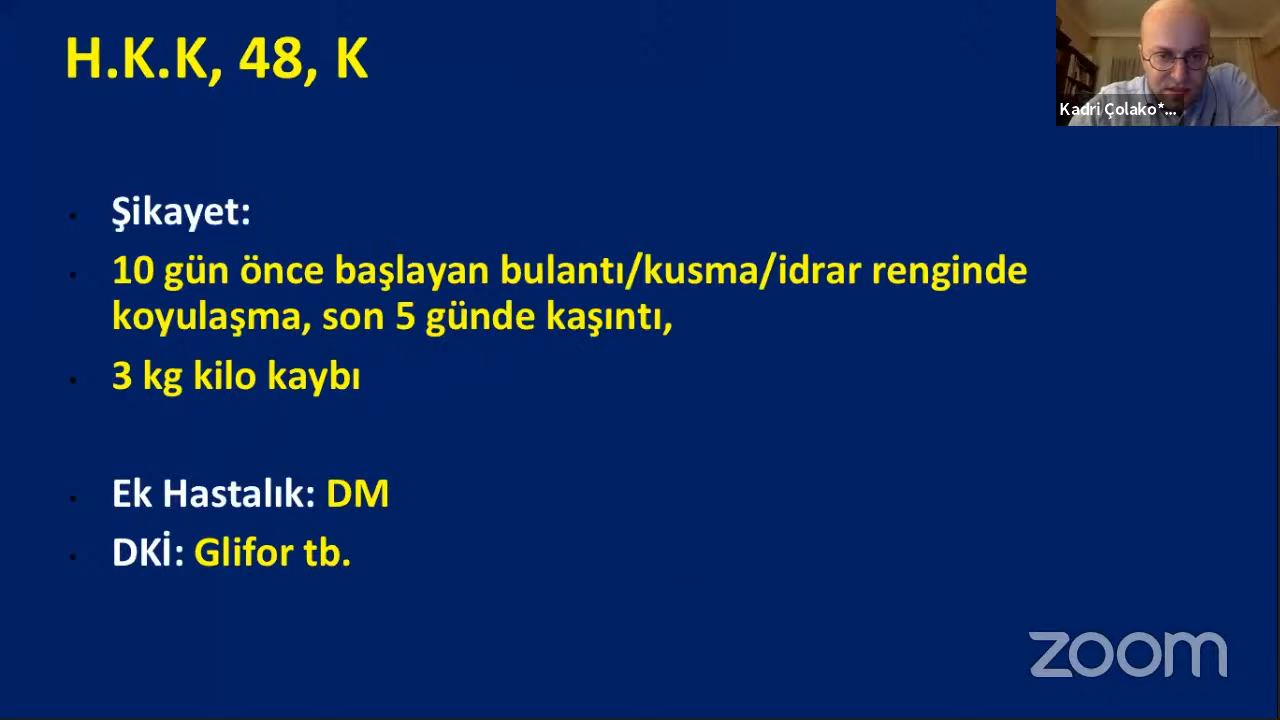 H.K.K, 48, K
Kadri Çolako*...
Şikayet:
10 gün önce başlayan bulantı/kusma/idrar renginde
koyulaşma, son 5 günde kaşıntı,
3 kg kilo kaybı
Ek Hastalık: DM
DKİ: Glifor tb.
zoom